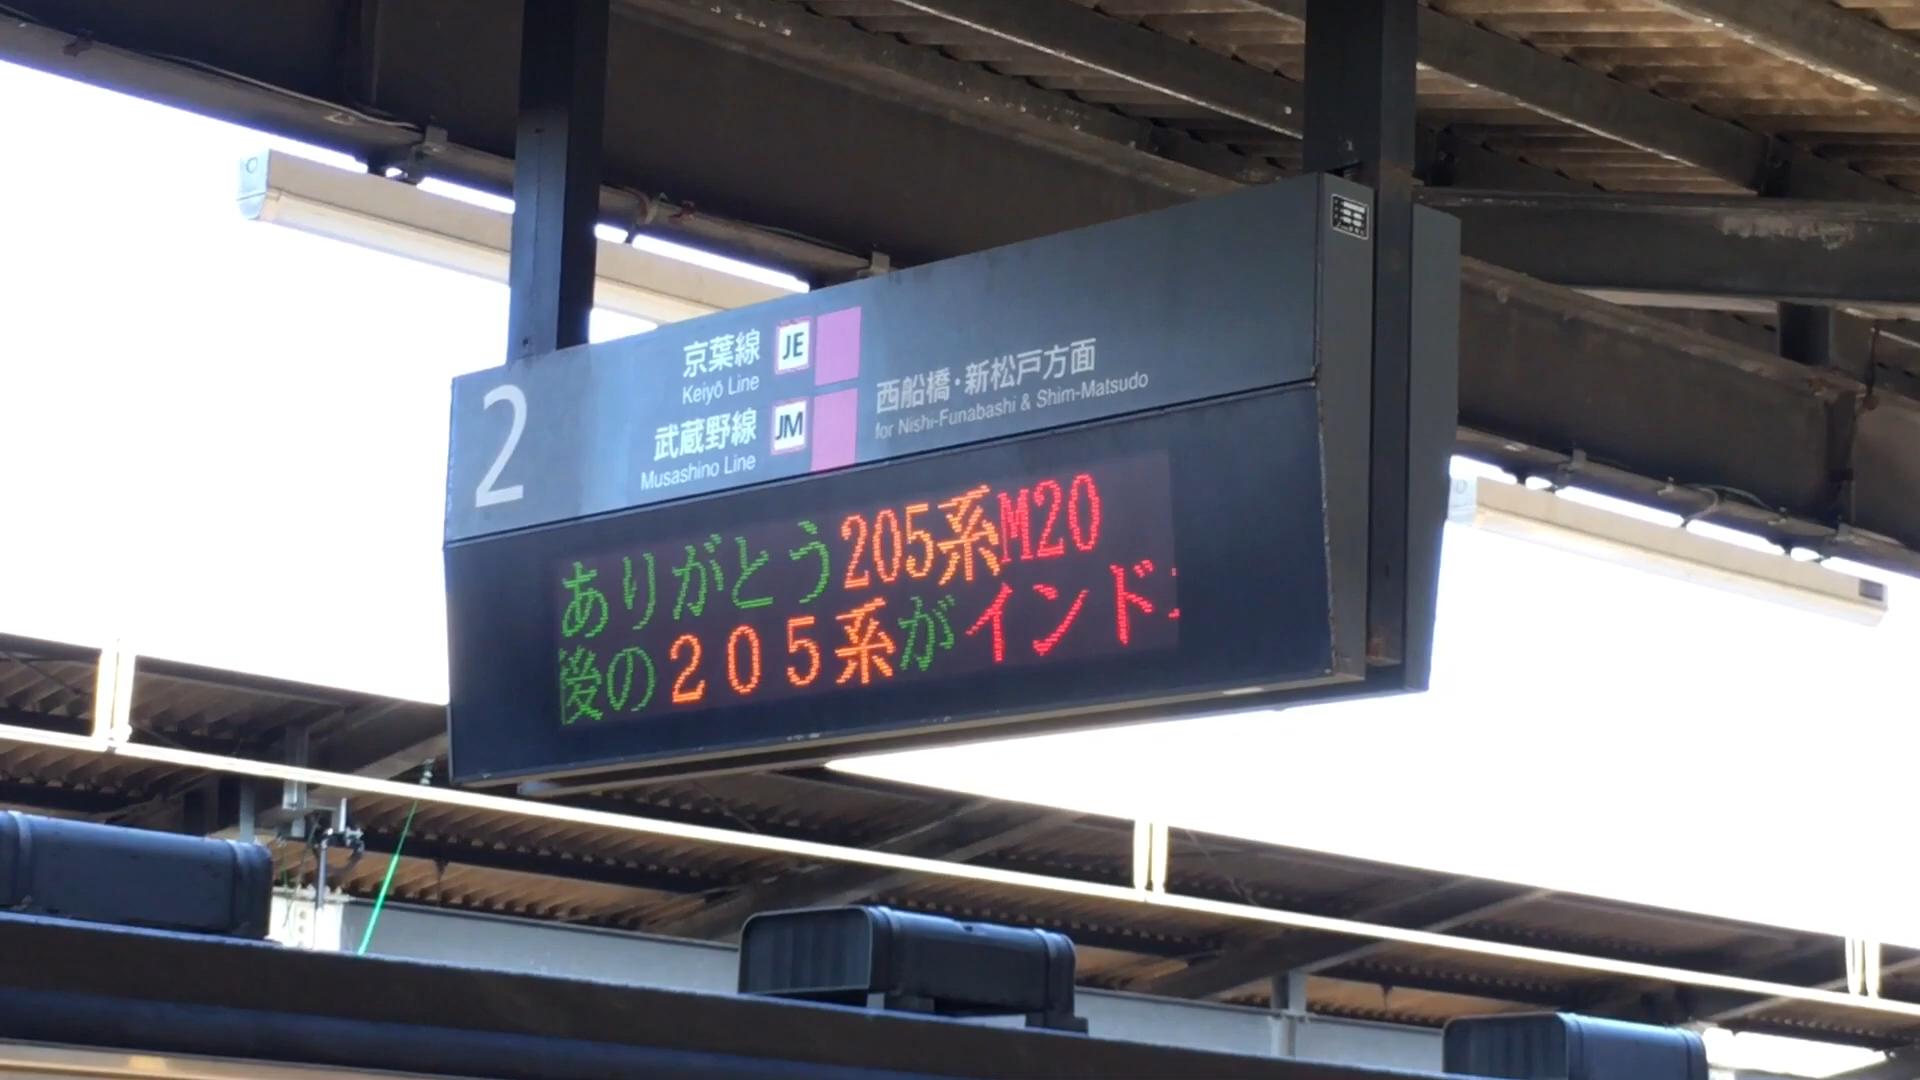 2
京葉線 JE
Keiyō Line
武蔵野線 JM
Musashino Line
西船橋・新松戸方面
for Nishi-Funabashi & Shim-Matsudo
ありがとう205系M20
後の205系がインド